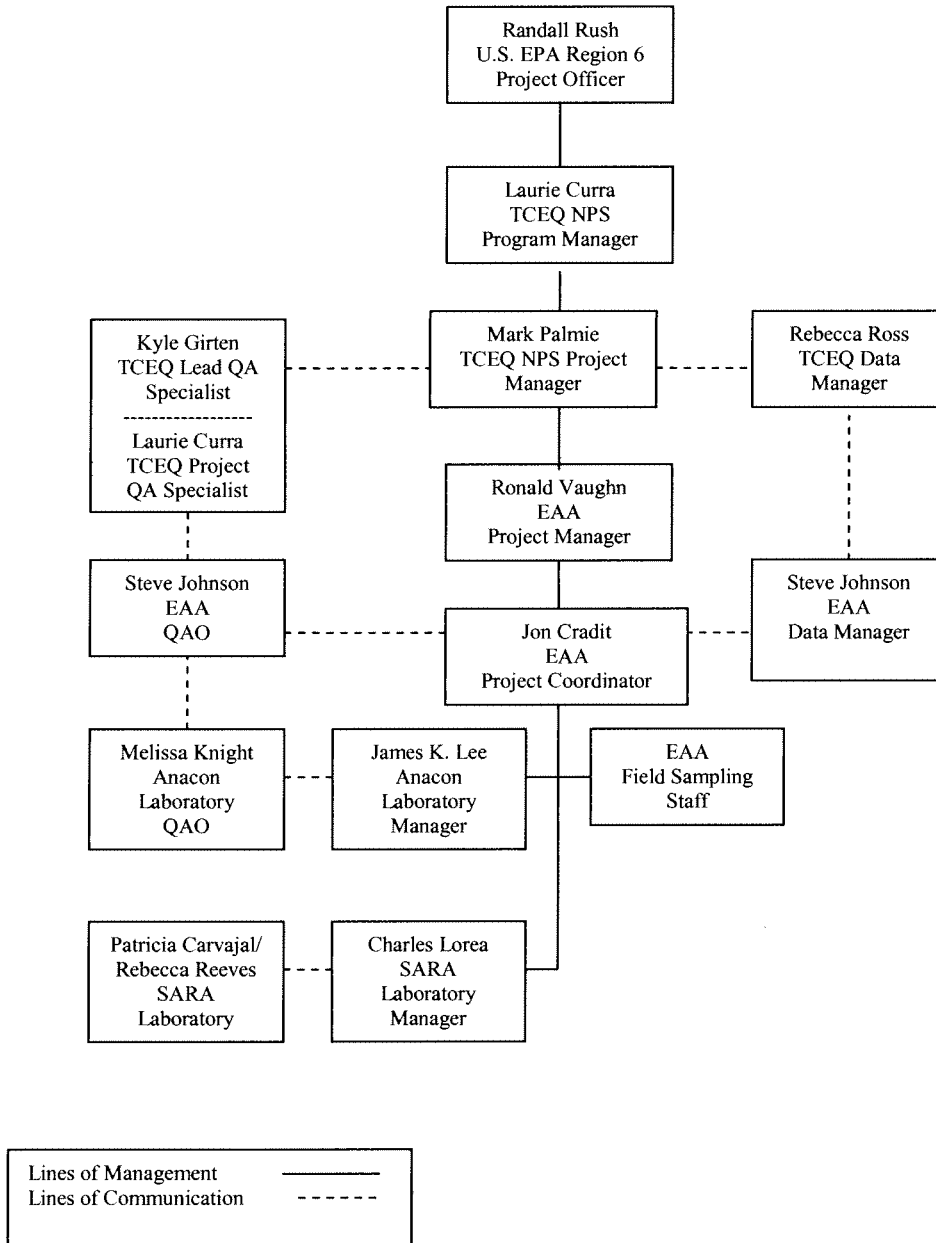 Randall Rush
U.S. EPA Region 6
Project Officer
Laurie Curra
TCEQ NPS
Program Manager
Kyle Girten
TCEQ Lead QA
Specialist
Laurie Curra
TCEQ Project
QA Specialist
Mark Palmie
TCEQ NPS Project
Manager
Rebecca Ross
TCEQ Data
Manager
Ronald Vaughn
EAA
Project Manager
Steve Johnson
EAA
QAO
Jon Cradit
EAA
Project Coordinator
Steve Johnson
EAA
Data Manager
Melissa Knight
Anacon
Laboratory
QAO
James K. Lee
Anacon
Laboratory
Manager
EAA
Field Sampling
Staff
Patricia Carvajal/
Rebecca Reeves
SARA
Laboratory
Charles Lorea
SARA
Laboratory
Manager
Lines of Management
Lines of Communication